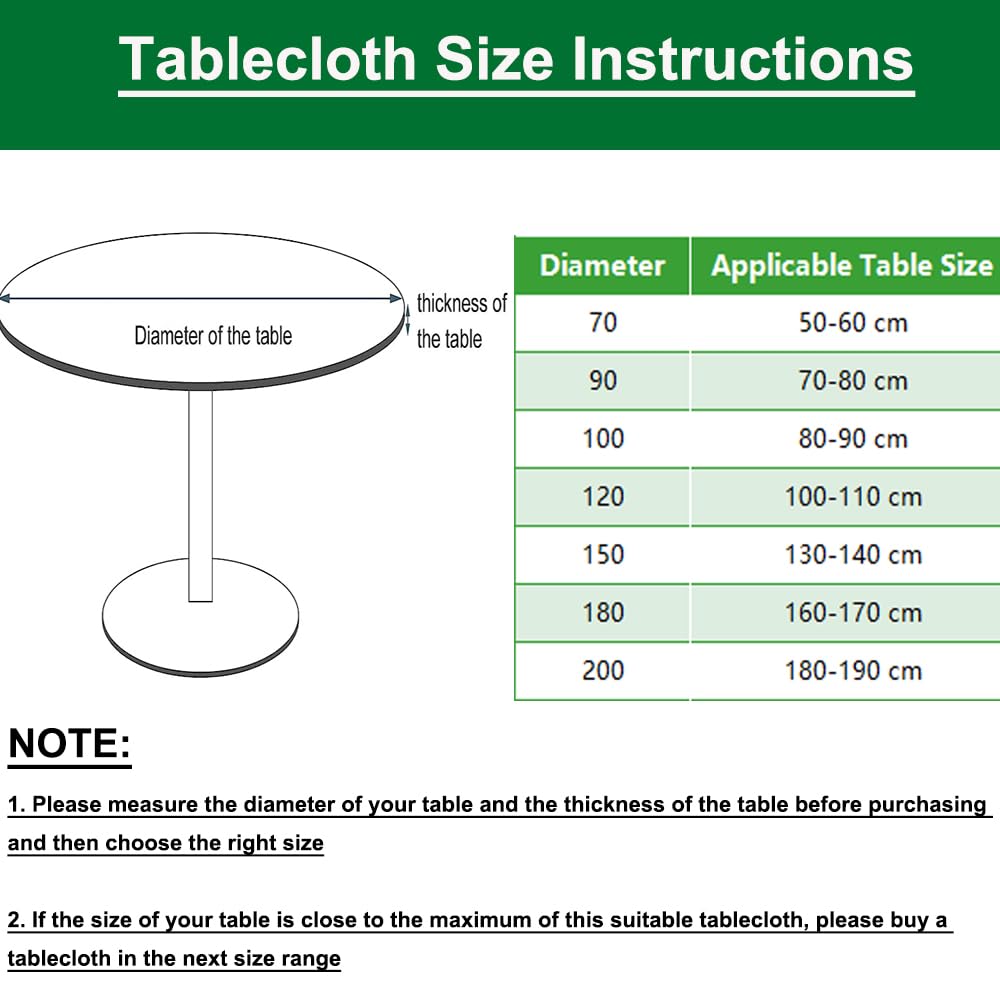 Tablecloth Size Instructions
Diameter of the table
thickness of
the table
Diameter Applicable Table Size
70 50-60 cm
90 70-80 cm
100 80-90 cm
120 100-110 cm
150 130-140 cm
180 160-170 cm
200 180-190 cm
NOTE:
1. Please measure the diameter of your table and the thickness of the table before purchasing
and then choose the right size
2. If the size of your table is close to the maximum of this suitable tablecloth, please buy a
tablecloth in the next size range